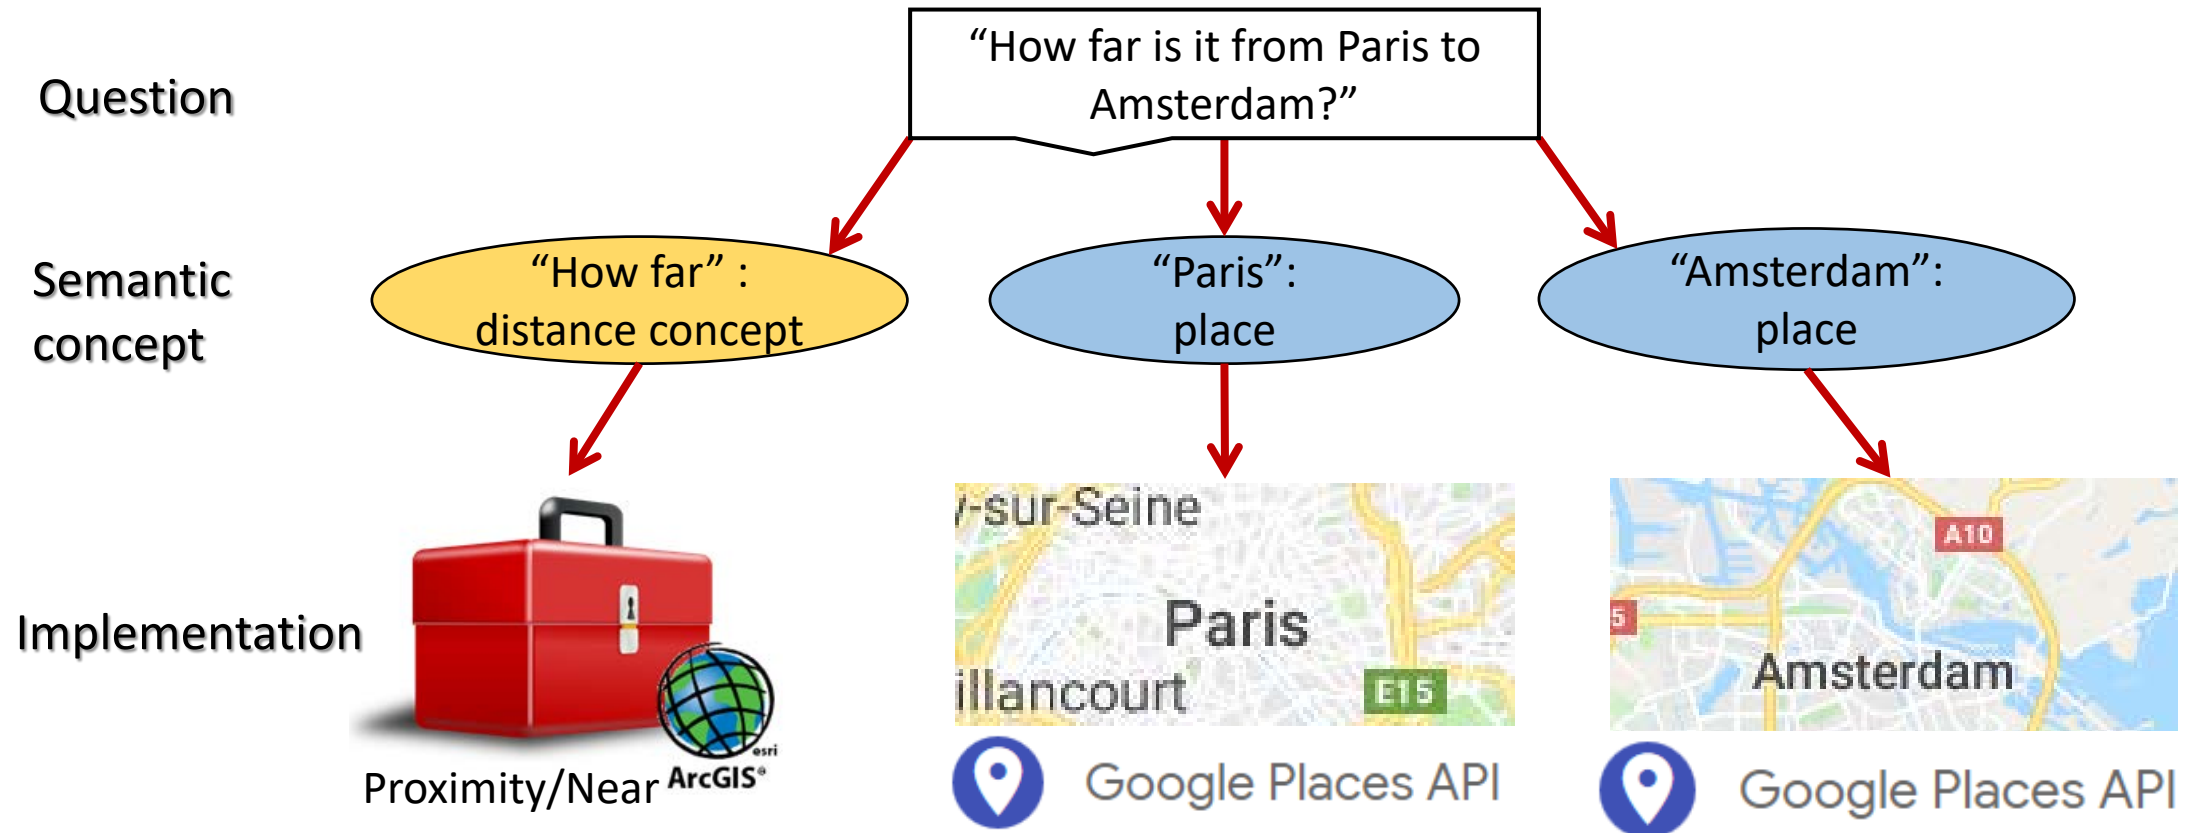 “How far is it from Paris to
Amsterdam?”
Question
Semantic
concept
“How far” :
distance concept
“Paris”:
place
“Amsterdam”:
place
Implementation
esri
ArcGIS®
Proximity/Near
y-sur-Seine
Paris
illancourt
E15
Google Places API
A10
5
Amsterdam
Google Places API